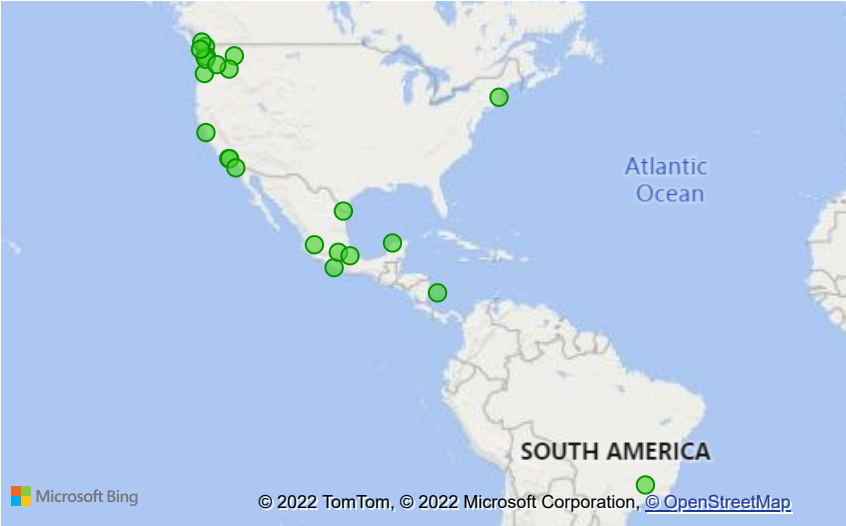 Atlantic
Ocean
SOUTH AMERICA
Microsoft Bing
© 2022 TomTom, © 2022 Microsoft Corporation, © OpenStreetMap